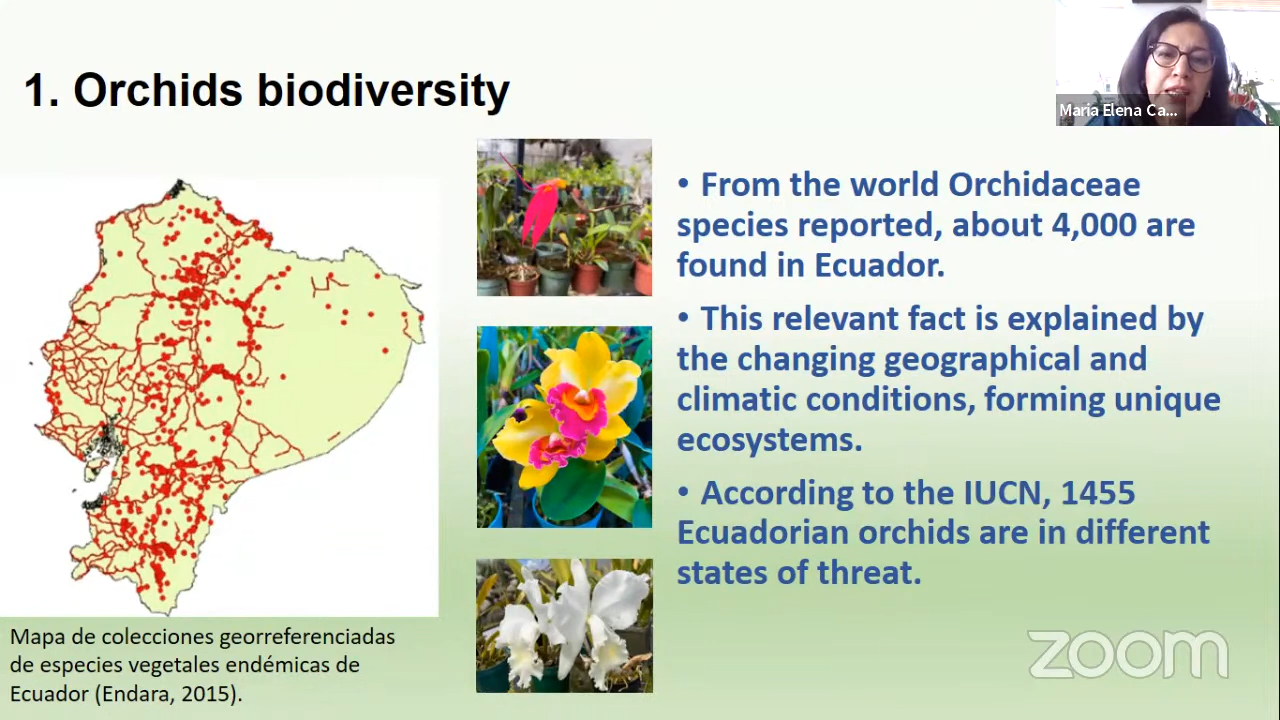 1. Orchids biodiversity
Maria Elena Ca...
• From the world Orchidaceae
species reported, about 4,000 are
found in Ecuador.
• This relevant fact is explained by
the changing geographical and
climatic conditions, forming unique
ecosystems.
• According to the IUCN, 1455
Ecuadorian orchids are in different
states of threat.
Mapa de colecciones georreferenciadas
de especies vegetales endémicas de
Ecuador (Endara, 2015).
zoom